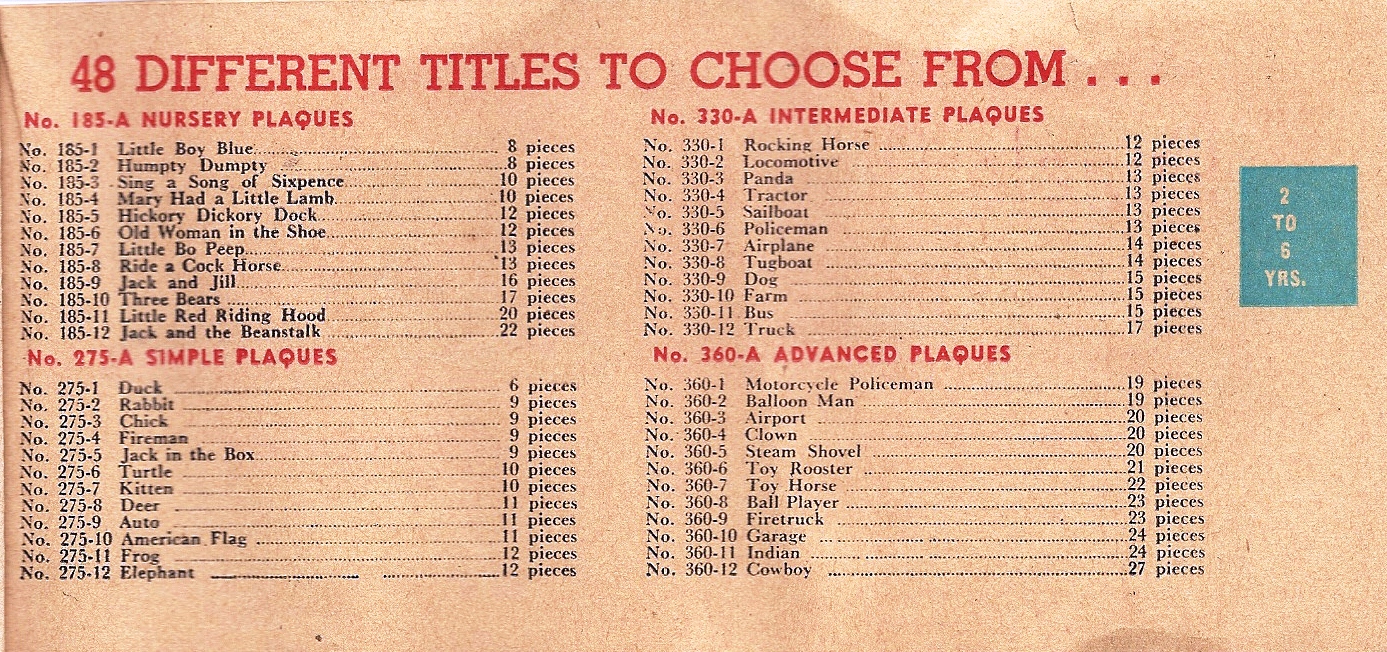 48 DIFFERENT TITLES TO CHOOSE FROM . . .
No. 185-A NURSERY PLAQUES
No. 185-1 Little Boy Blue 8 pieces
No. 185-2 Humpty Dumpty 8 pieces
No. 185-3 Sing a Song of Sixpence 10 pieces
No. 185-4 Mary Had a Little Lamb 10 pieces
No. 185-5 Hickory Dickory Dock 12 pieces
No. 185-6 Old Woman in the Shoe 12 pieces
No. 185-7 Little Bo Peep 13 pieces
No. 185-8 Ride a Cock Horse 13 pieces
No. 185-9 Jack and Jill 16 pieces
No. 185-10 Three Bears 17 pieces
No. 185-11 Little Red Riding Hood 20 pieces
No. 185-12 Jack and the Beanstalk 22 pieces
No. 275-A SIMPLE PLAQUES
No. 275-1 Duck 6 pieces
No. 275-2 Rabbit 9 pieces
No. 275-3 Chick 9 pieces
No. 275-4 Fireman 9 pieces
No. 275-5 Jack in the Box 9 pieces
No. 275-6 Turtle 10 pieces
No. 275-7 Kitten 10 pieces
No. 275-8 Deer 11 pieces
No. 275-9 Auto 11 pieces
No. 275-10 American Flag 11 pieces
No. 275-11 Frog 12 pieces
No. 275-12 Elephant 12 pieces
No. 330-A INTERMEDIATE PLAQUES
No. 330-1 Rocking Horse 12 pieces
No. 330-2 Locomotive 12 pieces
No. 330-3 Panda 13 pieces
No. 330-4 Tractor 13 pieces
No. 330-5 Sailboat 13 pieces
No. 330-6 Policeman 13 pieces
No. 330-7 Airplane 14 pieces
No. 330-8 Tugboat 14 pieces
No. 330-9 Dog 15 pieces
No. 330-10 Farm 15 pieces
No. 330-11 Bus 15 pieces
No. 330-12 Truck 17 pieces
No. 360-A ADVANCED PLAQUES
No. 360-1 Motorcycle Policeman 19 pieces
No. 360-2 Balloon Man 19 pieces
No. 360-3 Airport 20 pieces
No. 360-4 Clown 20 pieces
No. 360-5 Steam Shovel 20 pieces
No. 360-6 Toy Rooster 21 pieces
No. 360-7 Toy Horse 22 pieces
No. 360-8 Ball Player 23 pieces
No. 360-9 Firetruck 23 pieces
No. 360-10 Garage 24 pieces
No. 360-11 Indian 24 pieces
No. 360-12 Cowboy 27 pieces
2
TO
6
YRS.